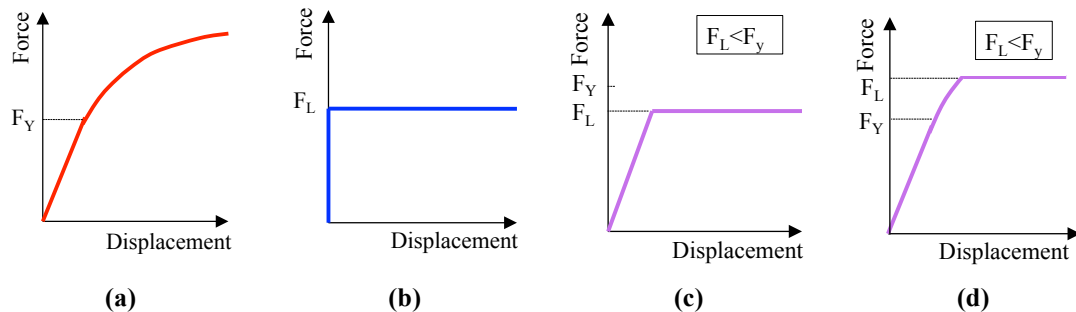 Force
F_Y
Displacement
(a)
Force
F_L
Displacement
(b)
Force
F_L<F_y
F_Y
F_L
Displacement
(c)
Force
F_L<F_y
F_L
F_Y
Displacement
(d)